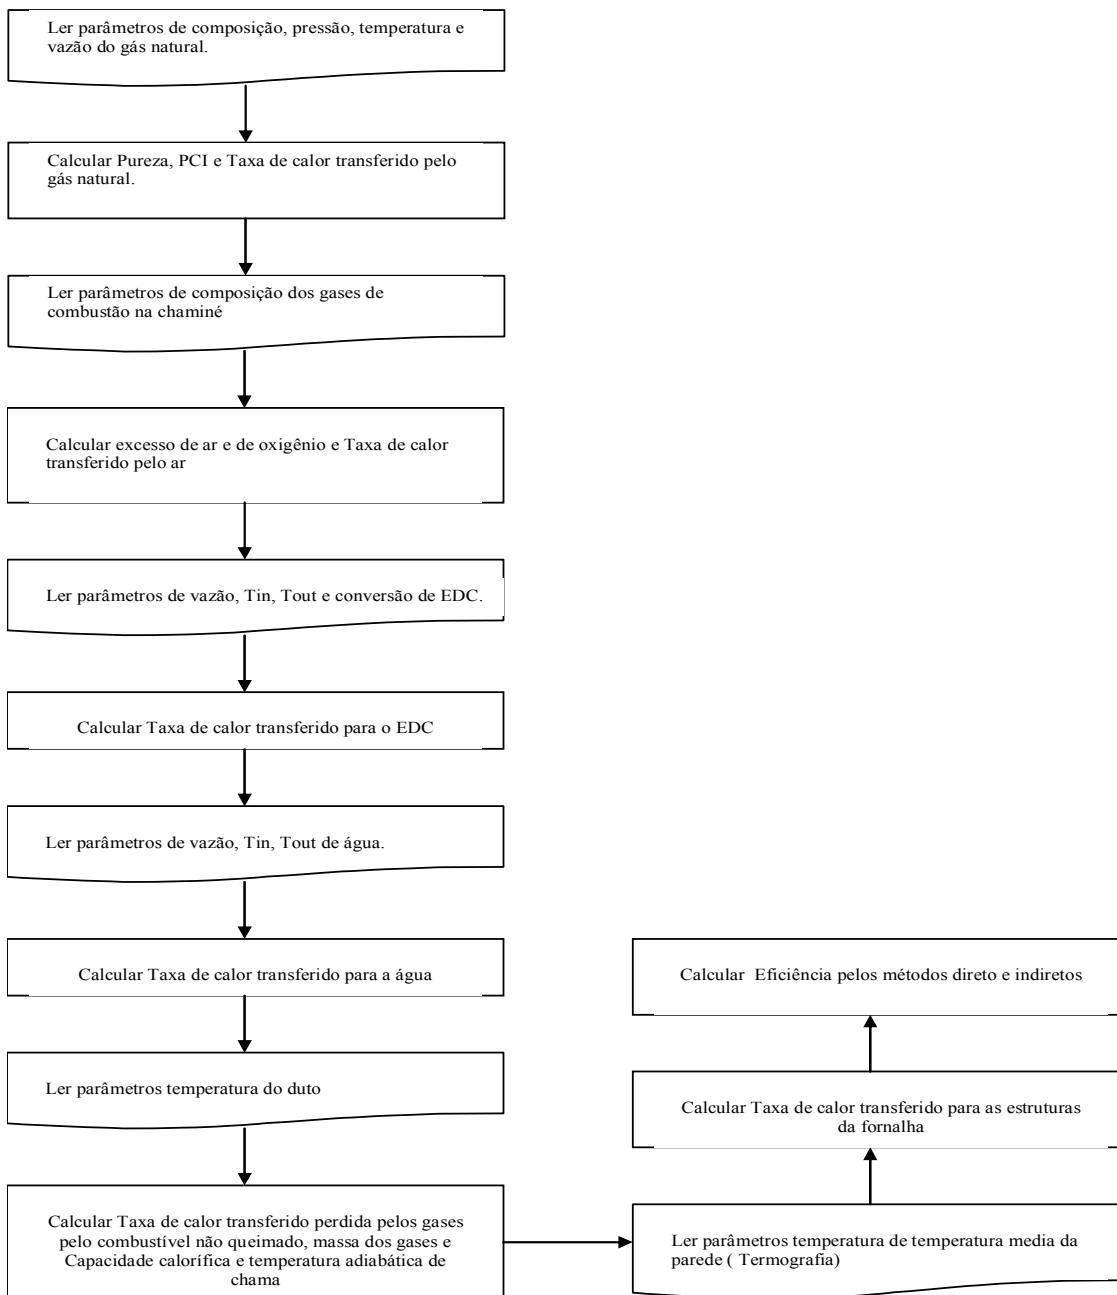 Ler parâmetros de composição, pressão, temperatura e
vazão do gás natural.
Calcular Pureza, PCI e Taxa de calor transferido pelo
gás natural.
Ler parâmetros de composição dos gases de
combustão na chaminé
Calcular excesso de ar e de oxigênio e Taxa de calor
transferido pelo ar
Ler parâmetros de vazão, Tin, Tout e conversão de EDC.
Calcular Taxa de calor transferido para o EDC
Ler parâmetros de vazão, Tin, Tout de água.
Calcular Taxa de calor transferido para a água
Ler parâmetros temperatura do duto
Calcular Taxa de calor transferido perdida pelos gases
pelo combustível não queimado, massa dos gases e
Capacidade calorífica e temperatura adiabática de
chama
Ler parâmetros temperatura de temperatura media da
parede ( Termografia)
Calcular Taxa de calor transferido para as estruturas
da fornalha
Calcular  Eficiência pelos métodos direto e indiretos